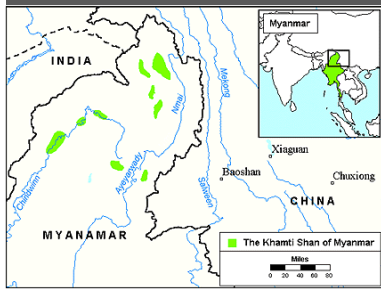 Myanmar
INDIA
Mekong
Nmai
Chindwinn
Ayeyarwady
Salween
Xiaguan
Baoshan
Chuxiong
CHINA
MYANAMAR
The Khamti Shan of Myanmar
Miles
0 20 40 60 80